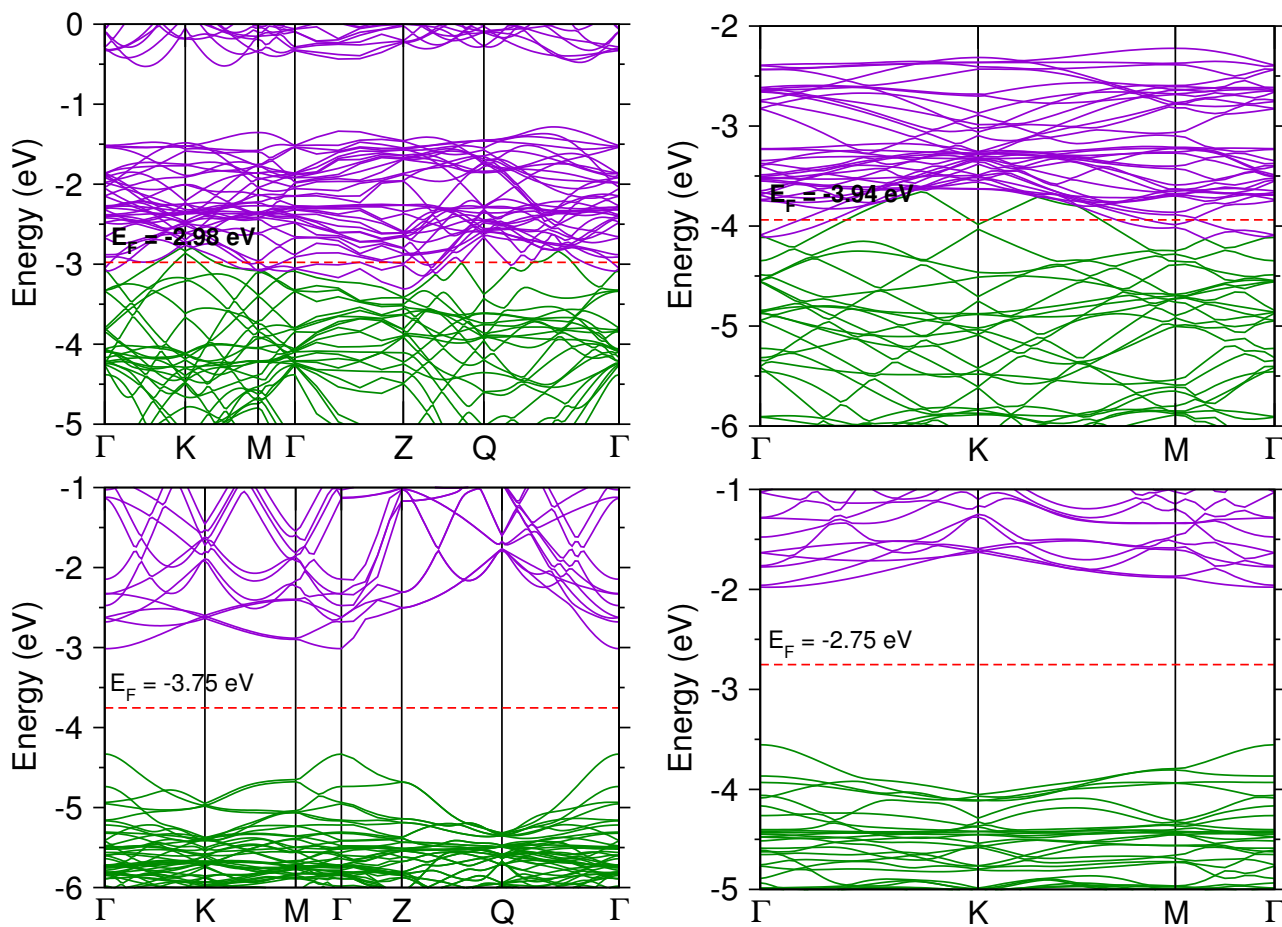 0
-1
-2
-3
-4
-5
Energy (eV)
E_F = -2.98 eV
Γ K M Γ Z Q Γ
-2
-3
-4
-5
-6
Energy (eV)
E_F = -3.94 eV
Γ K M Γ
-1
-2
-3
-4
-5
-6
Energy (eV)
E_F = -3.75 eV
Γ K M Γ Z Q Γ
-1
-2
-3
-4
-5
Energy (eV)
E_F = -2.75 eV
Γ K M Γ